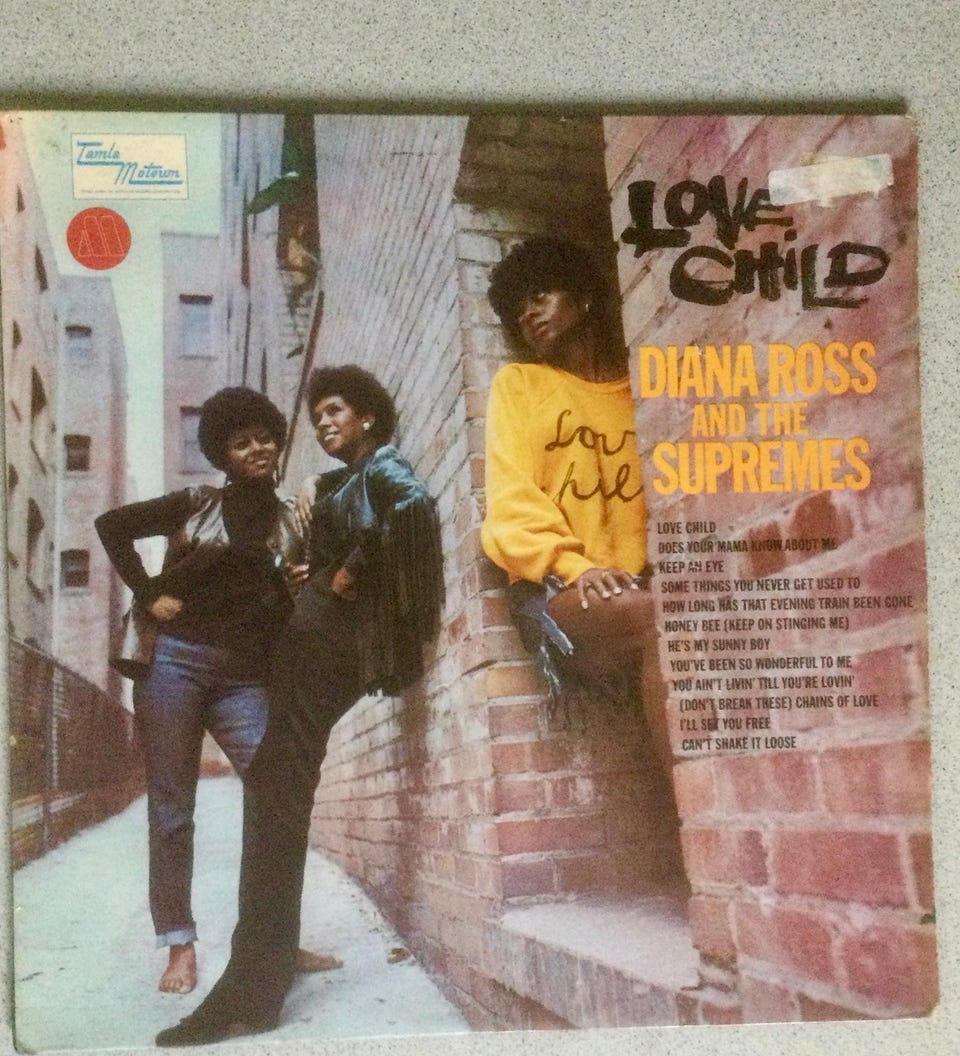 Tamla
Motown
LOVE
CHiLD
DIANA ROSS
AND THE
SUPREMES
LOVE CHILD
DOES YOUR MAMA KNOW ABOUT ME
KEEP AN EYE
SOME THINGS YOU NEVER GET USED TO
HOW LONG HAS THAT EVENING TRAIN BEEN GONE
HONEY BEE (KEEP ON STINGING ME)
HE'S MY SUNNY BOY
YOU'VE BEEN SO WONDERFUL TO ME
YOU AIN'T LIVIN' TILL YOU'RE LOVIN'
(DON'T BREAK THESE) CHAINS OF LOVE
I'LL SET YOU FREE
CAN'T SHAKE IT LOOSE